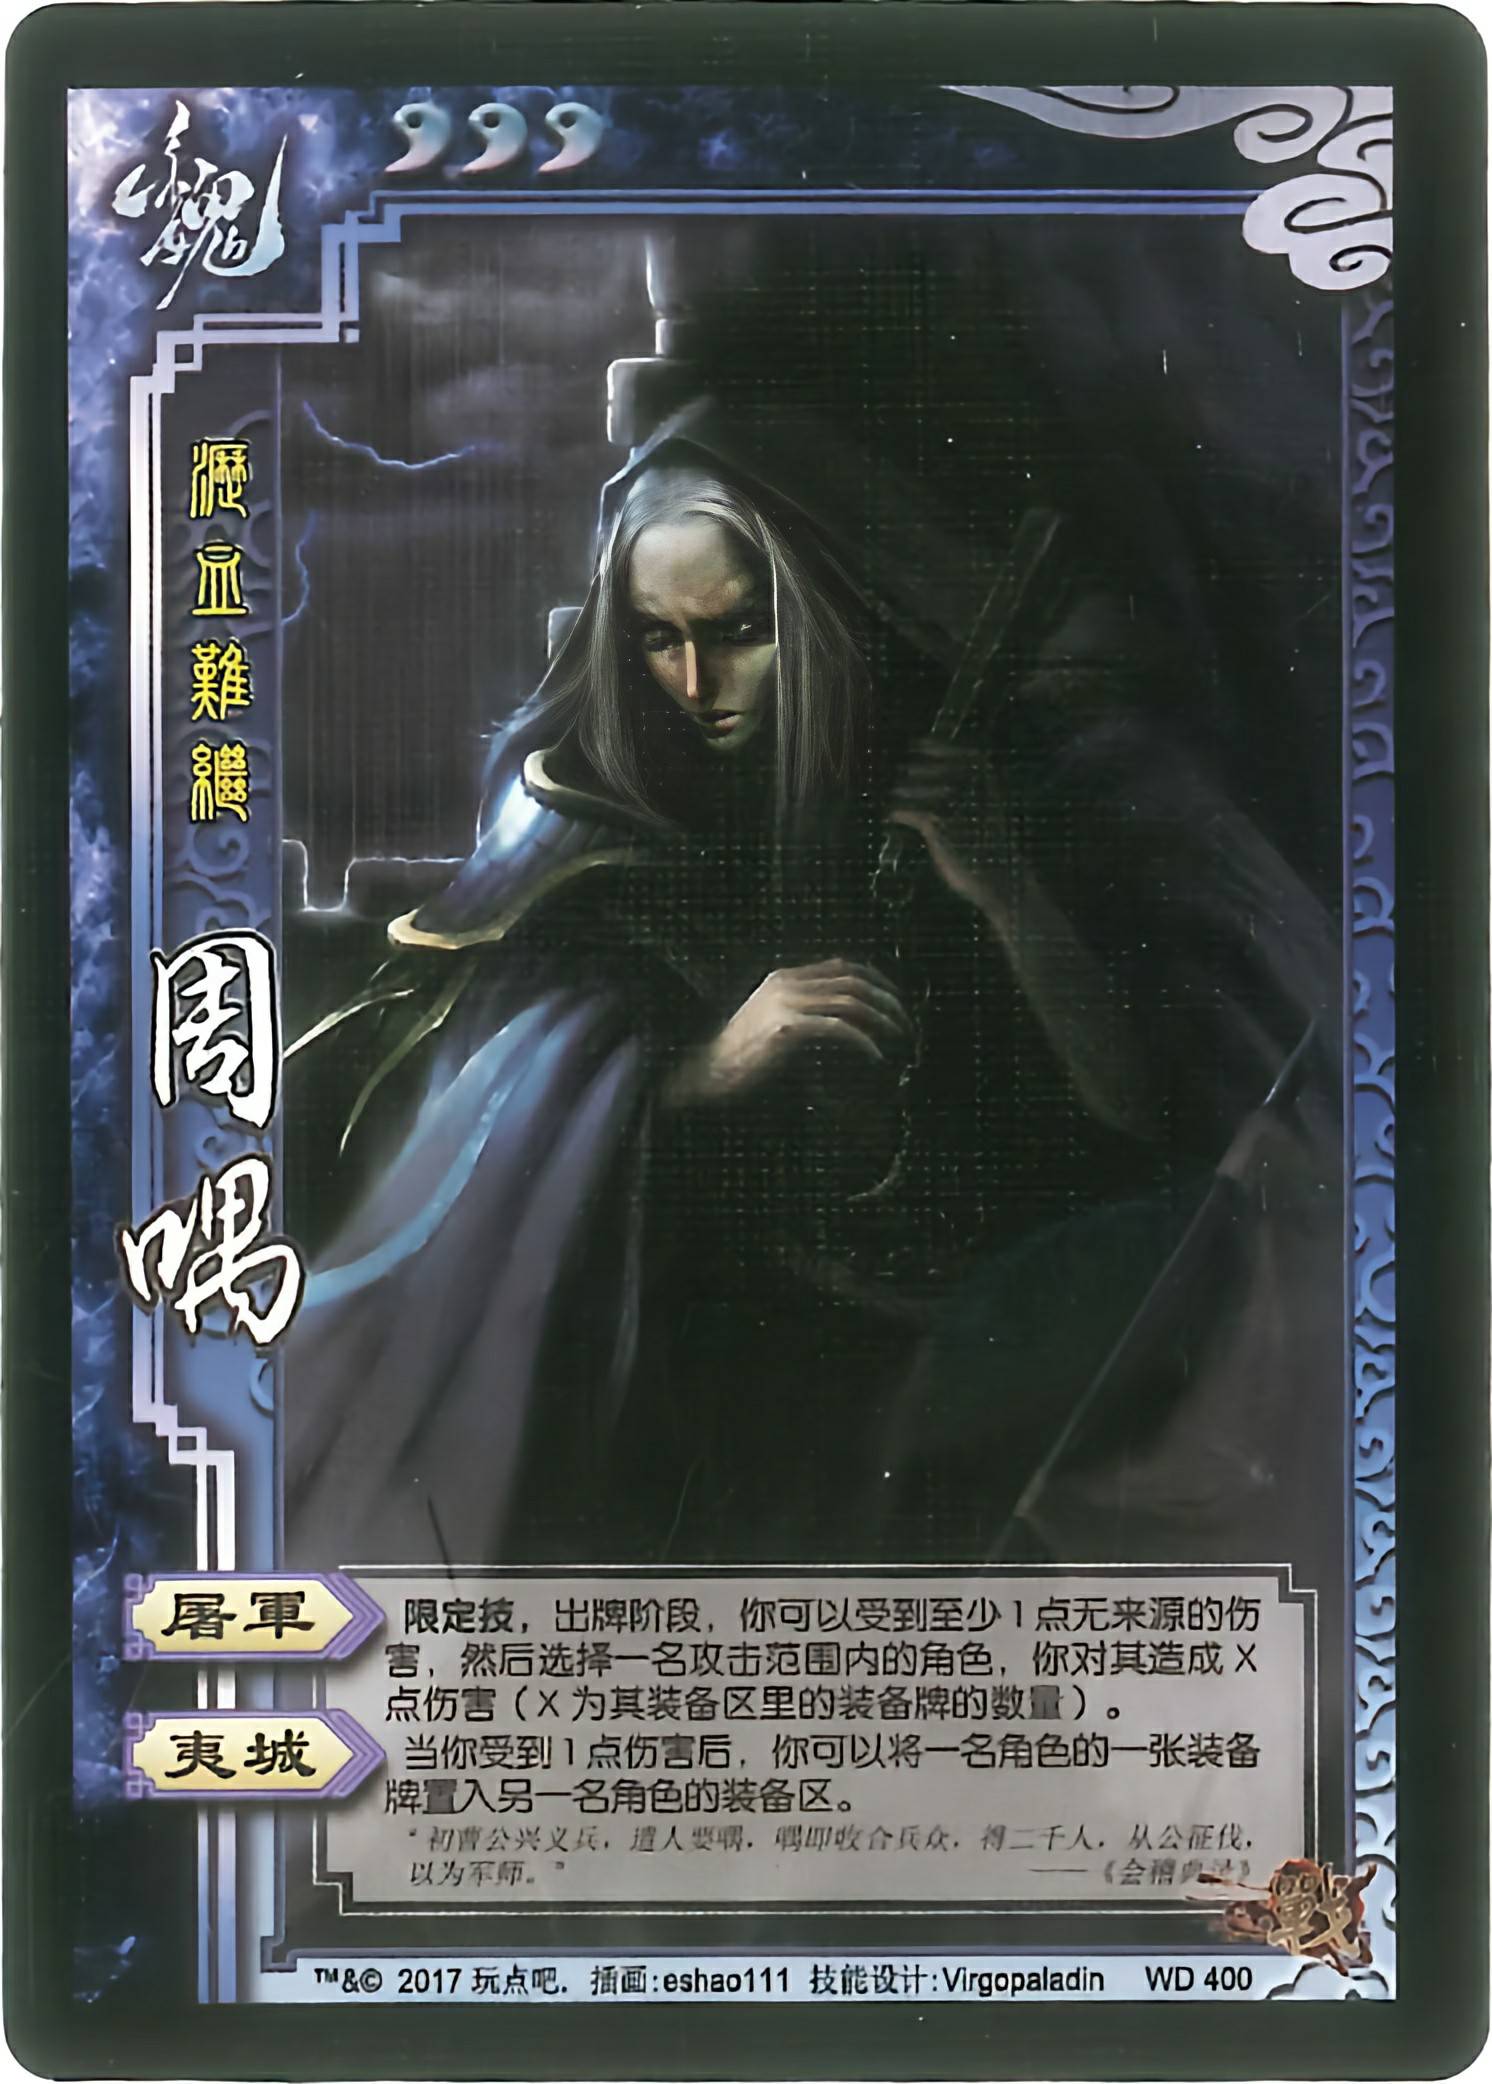 魏
瀝血難繼
周喁
屠軍
限定技，出牌阶段，你可以受到至少1点无来源的伤
害，然后选择一名攻击范围内的角色，你对其造成 X
点伤害（X 为其装备区里的装备牌的数量）。
夷城
当你受到1点伤害后，你可以将一名角色的一张装备
牌置入另一名角色的装备区。
“初曹公兴义兵，遣人要喁，喁即收合兵众，得二千人，从公征伐，
以为军师。”
——《会稽典录》
戰
™&© 2017 玩点吧. 插画:eshao111 技能设计:Virgopaladin WD 400